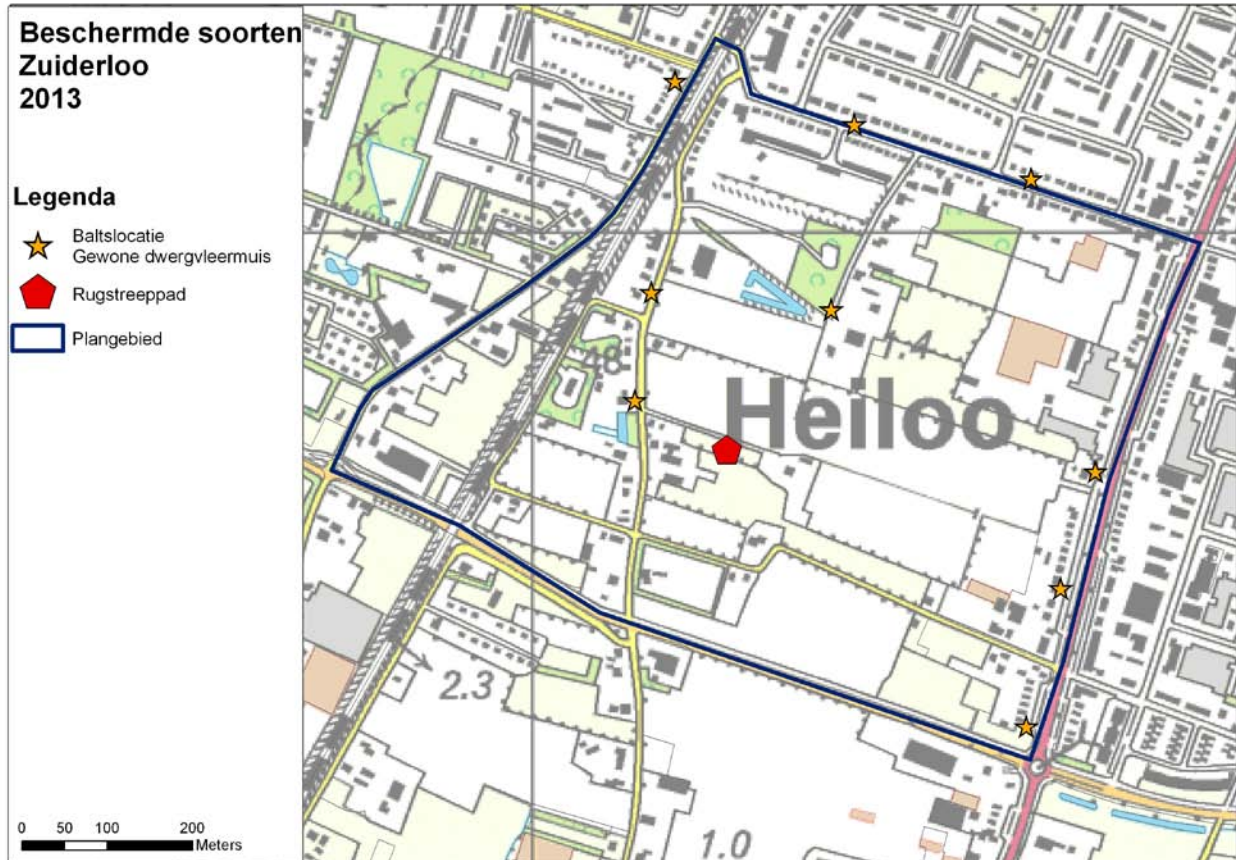 Beschermde soorten
Zuiderloo
2013
Legenda
Baltslocatie
Gewone dwergvleermuis
Rugstreeppad
Plangebied
48
1.4
Heiloo
2.3
1.0
0 50 100 200
Meters